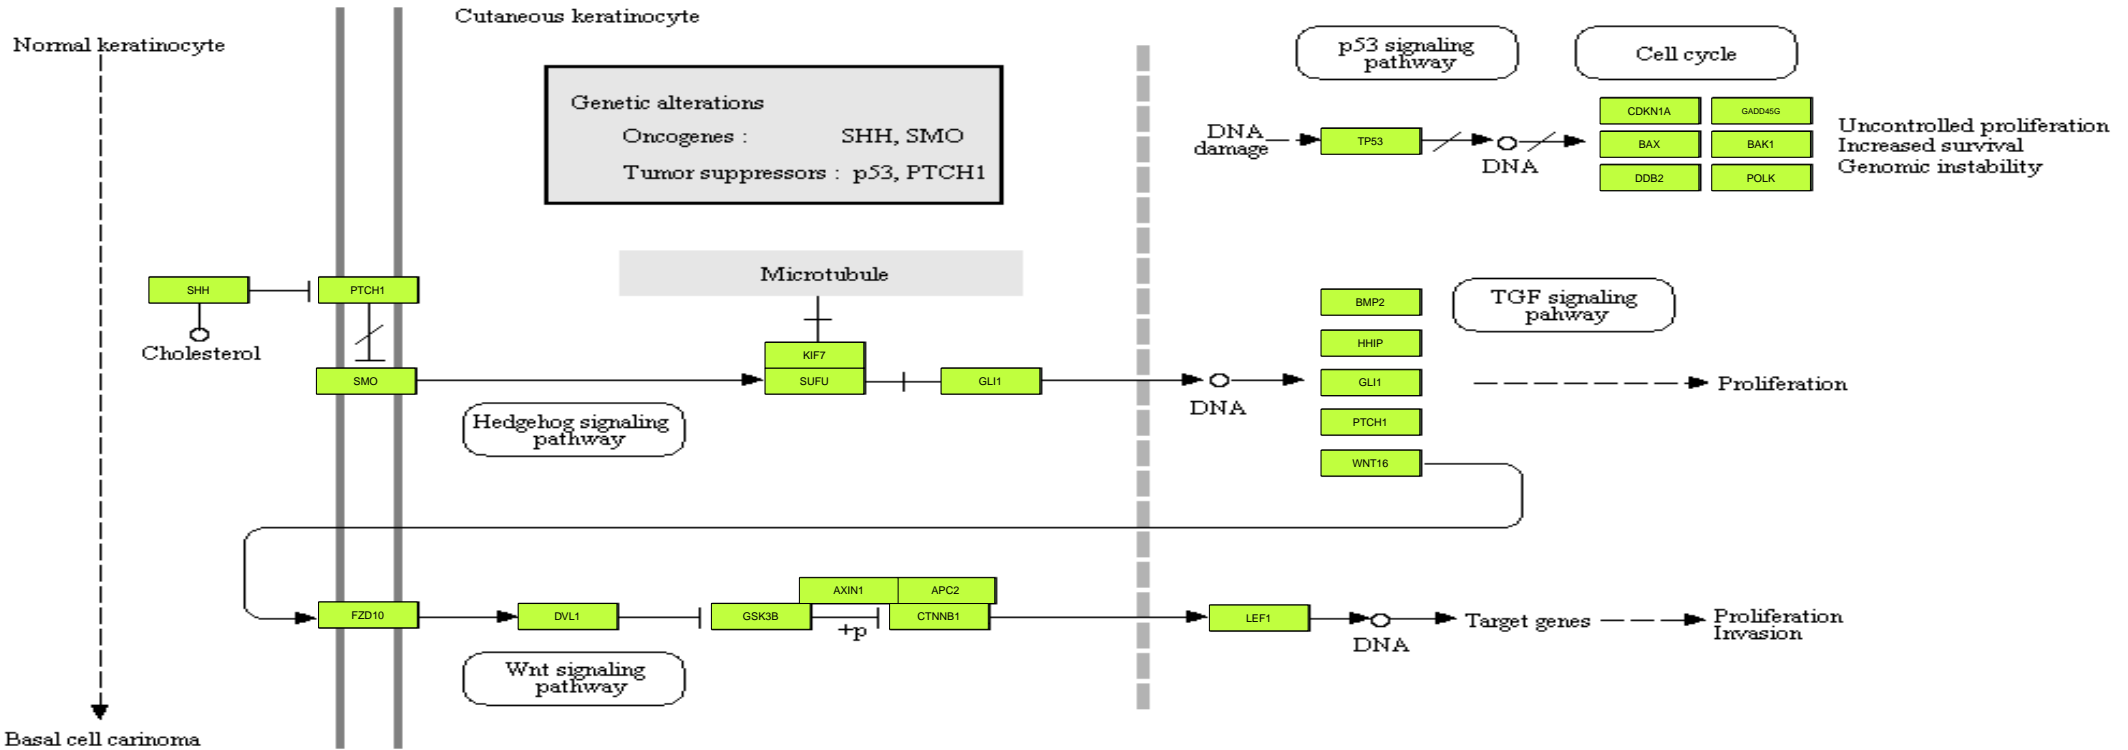 Cutaneous keratinocyte
Normal keratinocyte
Genetic alterations
Oncogenes : SHH, SMO
Tumor suppressors : p53, PTCH1
p53 signaling
pathway
Cell cycle
DNA
damage
TP53
DNA
CDKN1A
GADD45G
BAX
BAK1
DDB2
POLK
Uncontrolled proliferation
Increased survival
Genomic instability
SHH
PTCH1
Cholesterol
SMO
Microtubule
KIF7
SUFU
GLI1
Hedgehog signaling
pathway
DNA
BMP2
HHIP
GLI1
PTCH1
WNT16
TGF signaling
pahway
Proliferation
FZD10
DVL1
GSK3B
+p
AXIN1
APC2
CTNNB1
LEF1
DNA
Target genes
Proliferation
Invasion
Wnt signaling
pathway
Basal cell carinoma